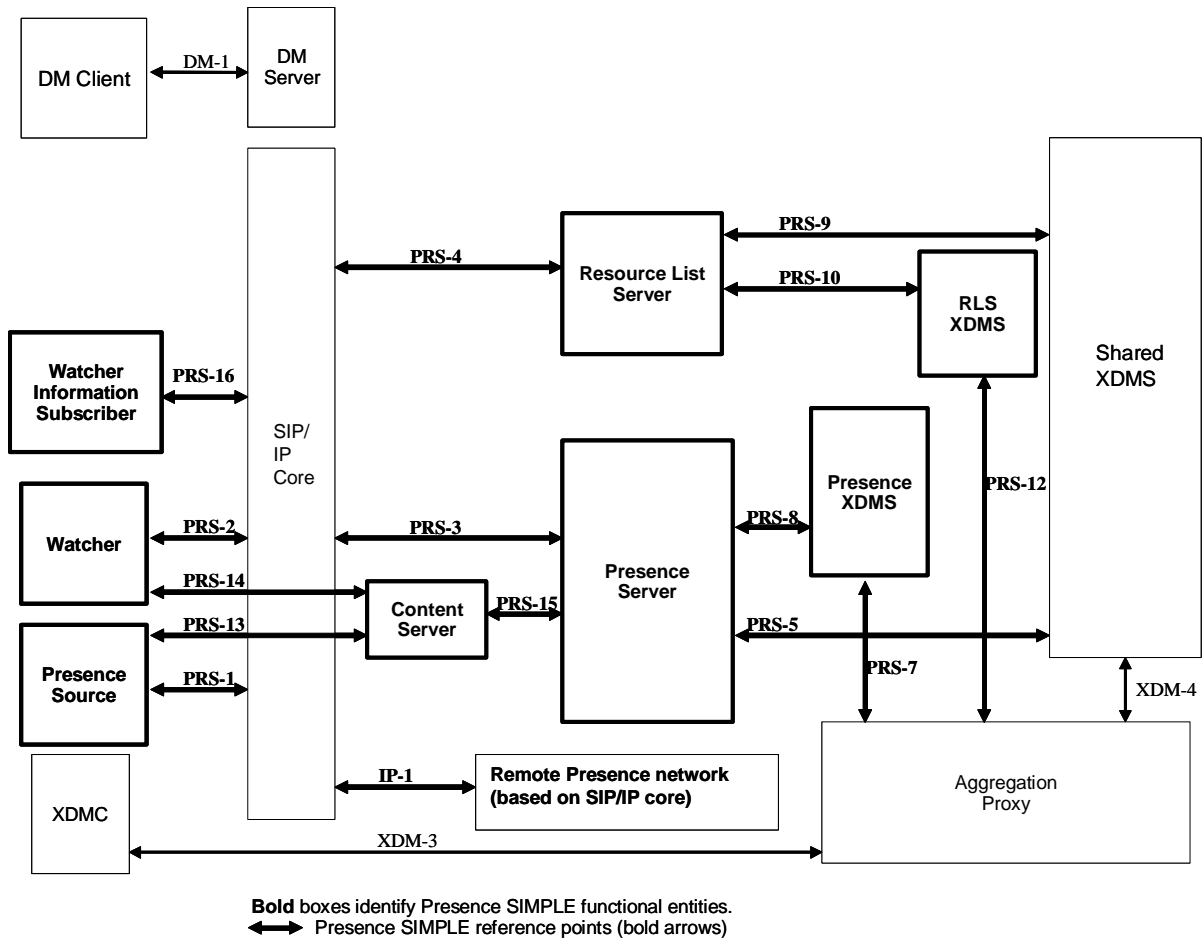 DM Client
DM-1
DM
Server
PRS-9
PRS-4
Resource List
Server
PRS-10
RLS
XDMS
Shared
XDMS
Watcher
Information
Subscriber
PRS-16
SIP/
IP
Core
Presence
XDMS
PRS-12
Watcher
PRS-2
PRS-3
PRS-8
Presence
Server
PRS-14
Content
Server
PRS-15
PRS-13
PRS-5
Presence
Source
PRS-1
PRS-7
XDM-4
XDMC
IP-1
Remote Presence network
(based on SIP/IP core)
Aggregation
Proxy
XDM-3
Bold boxes identify Presence SIMPLE functional entities.
Presence SIMPLE reference points (bold arrows)